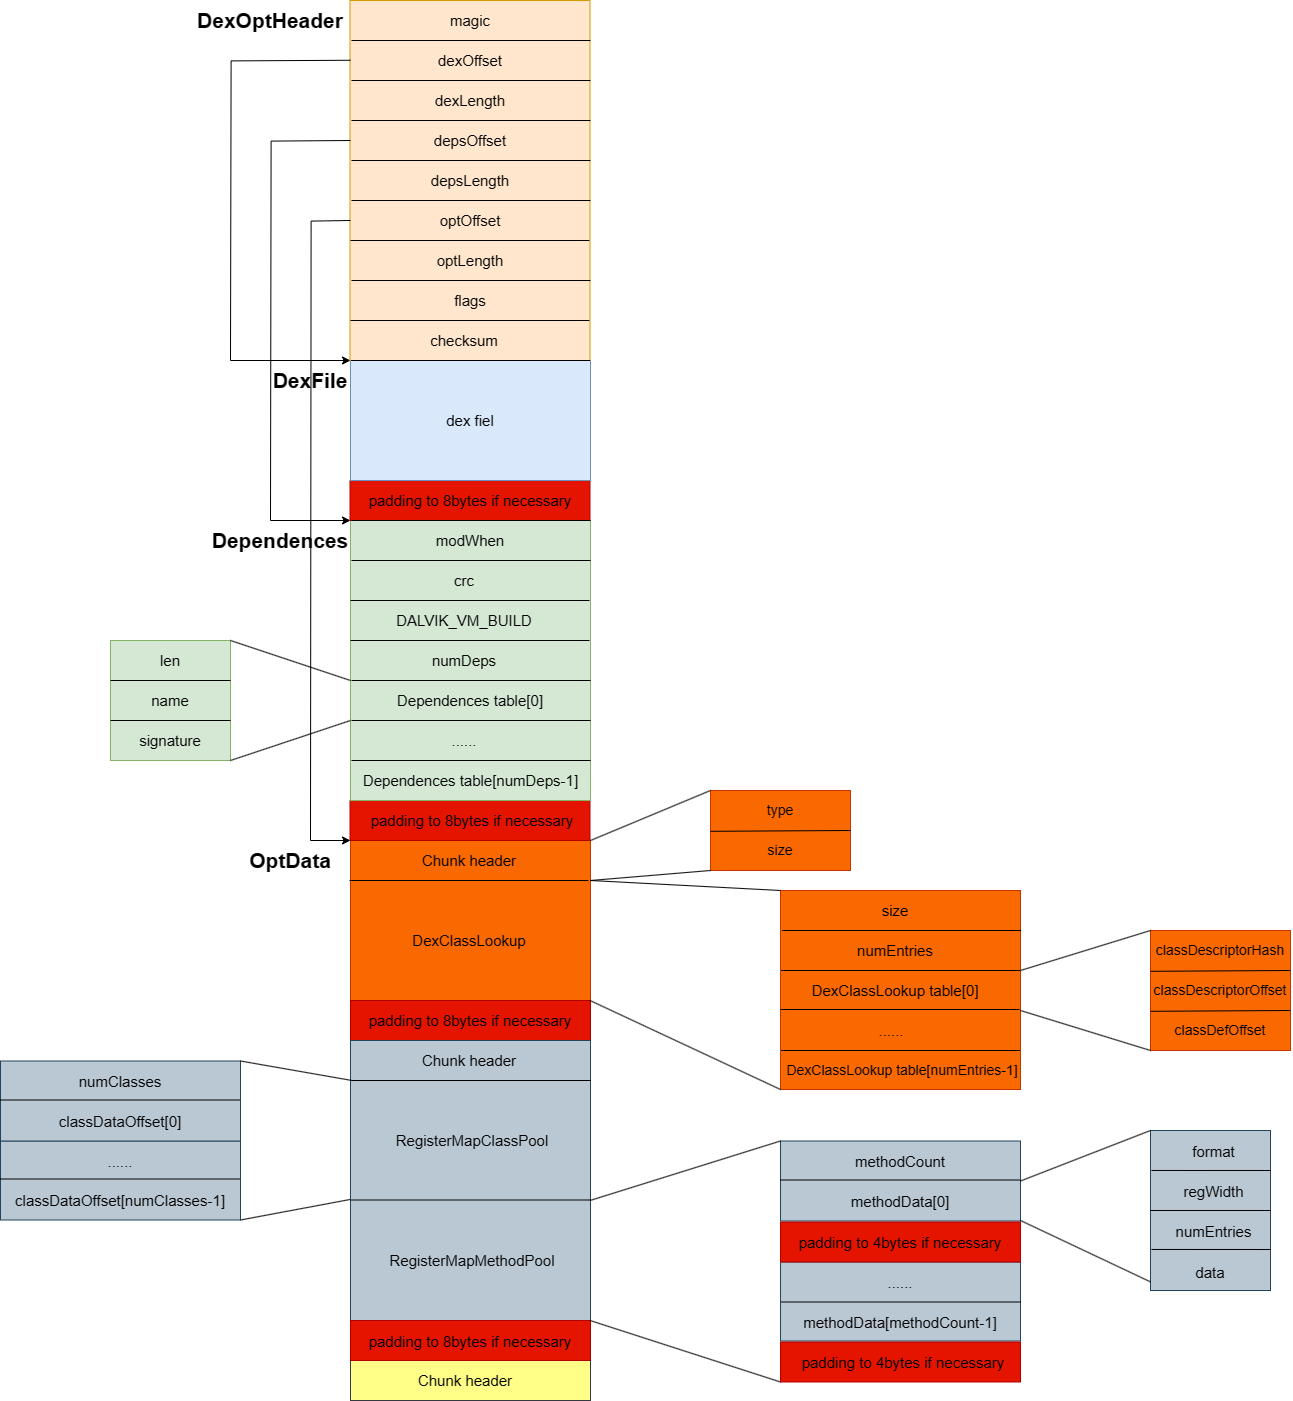 DexOptHeader
magic
dexOffset
dexLength
depsOffset
depsLength
optOffset
optLength
flags
checksum
DexFile
dex fiel
padding to 8bytes if necessary
Dependences
modWhen
crc
DALVIK_VM_BUILD
numDeps
Dependences table[0]
......
Dependences table[numDeps-1]
len
name
signature
padding to 8bytes if necessary
OptData
Chunk header
type
size
DexClassLookup
size
numEntries
DexClassLookup table[0]
......
DexClassLookup table[numEntries-1]
classDescriptorHash
classDescriptorOffset
classDefOffset
padding to 8bytes if necessary
Chunk header
numClasses
classDataOffset[0]
......
classDataOffset[numClasses-1]
RegisterMapClassPool
RegisterMapMethodPool
methodCount
methodData[0]
padding to 4bytes if necessary
......
methodData[methodCount-1]
padding to 4bytes if necessary
format
regWidth
numEntries
data
padding to 8bytes if necessary
Chunk header